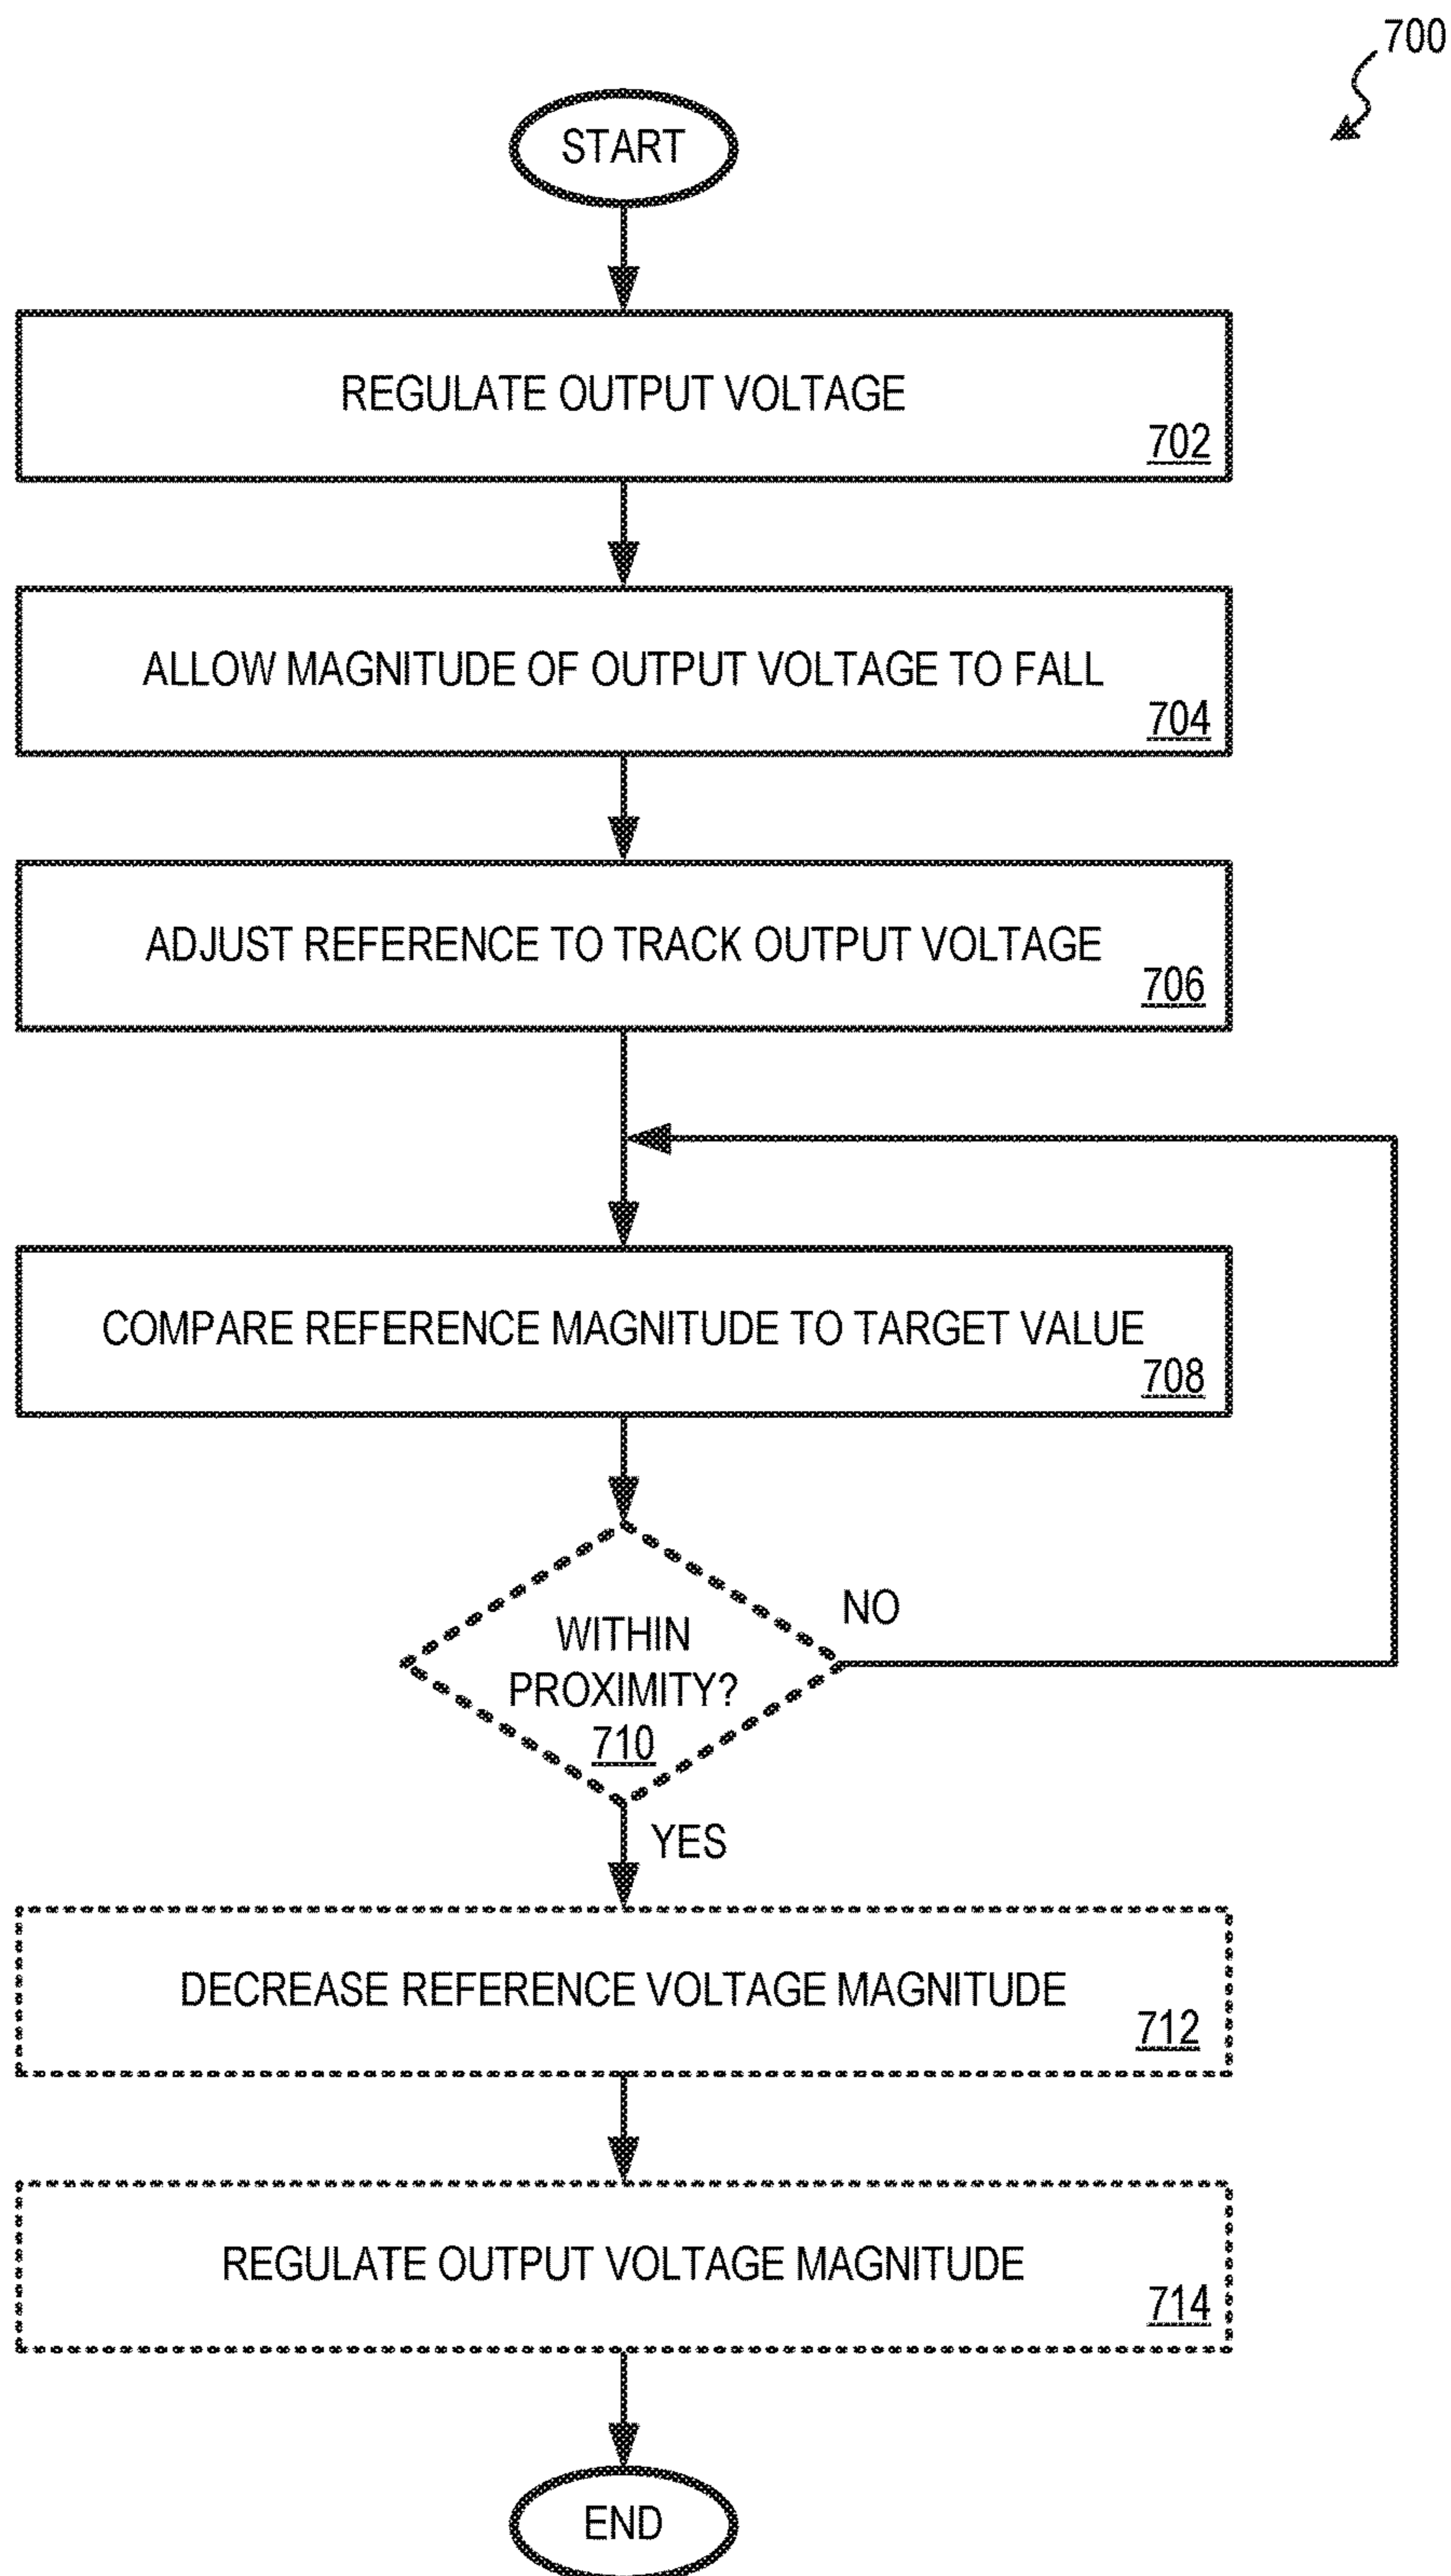 700
START
REGULATE OUTPUT VOLTAGE
702
ALLOW MAGNITUDE OF OUTPUT VOLTAGE TO FALL
704
ADJUST REFERENCE TO TRACK OUTPUT VOLTAGE
706
COMPARE REFERENCE MAGNITUDE TO TARGET VALUE
708
NO
WITHIN
PROXIMITY?
710
YES
DECREASE REFERENCE VOLTAGE MAGNITUDE
712
REGULATE OUTPUT VOLTAGE MAGNITUDE
714
END